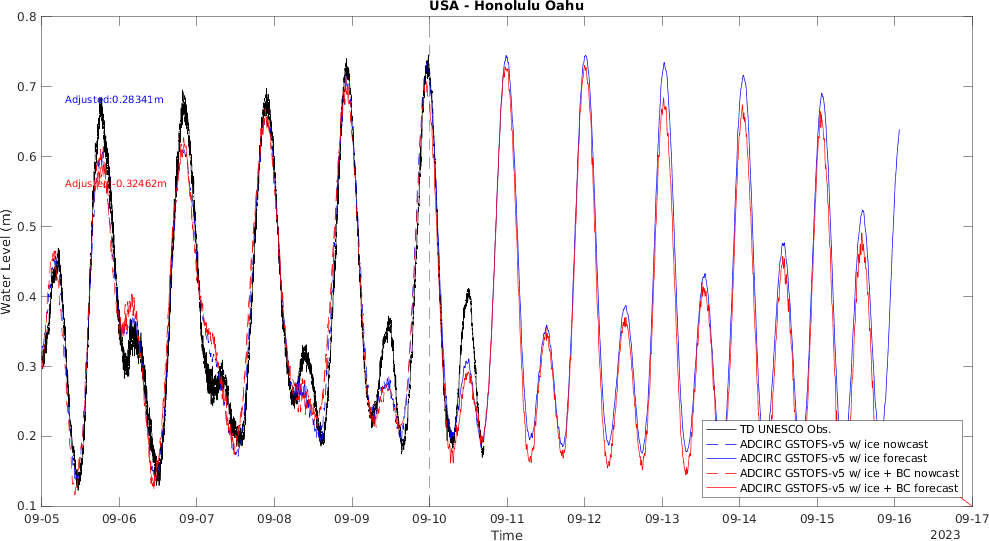 USA - Honolulu Oahu
0.8
0.7
0.6
0.5
0.4
0.3
0.2
0.1
Water Level (m)
Adjusted:0.28341m
Adjusted:-0.32462m
TD UNESCO Obs.
ADCIRC GSTOFS-v5 w/ ice nowcast
ADCIRC GSTOFS-v5 w/ ice forecast
ADCIRC GSTOFS-v5 w/ ice + BC nowcast
ADCIRC GSTOFS-v5 w/ ice + BC forecast
09-05 09-06 09-07 09-08 09-09 09-10 09-11 09-12 09-13 09-14 09-15 09-16 09-17
Time
2023